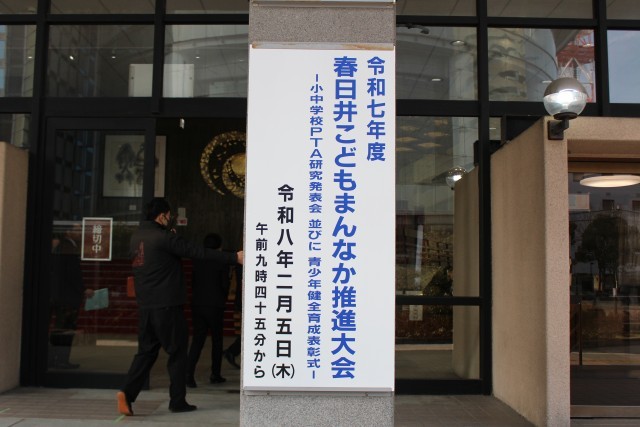 令和七年度
春日井こどもまんなか推進大会
－小中学校PTA研究発表会 並びに 青少年健全育成表彰式－
令和八年二月五日(木)
午前九時四十五分から
締切中